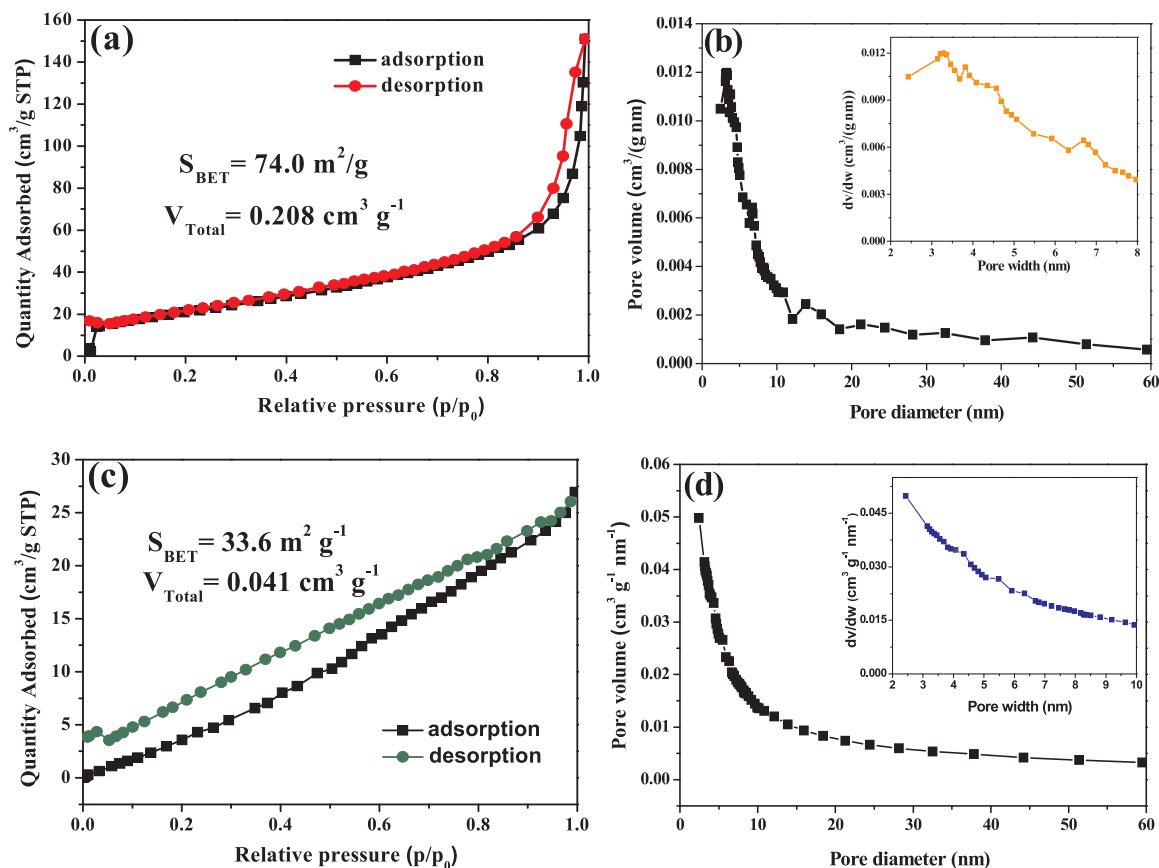 (a)
160
140
120
100
80
60
40
20
0
Quantity Adsorbed (cm³/g STP)
adsorption
desorption
S_BET = 74.0 m²/g
V_Total = 0.208 cm³ g⁻¹
0.0 0.2 0.4 0.6 0.8 1.0
Relative pressure (p/p₀)
(b)
0.014
0.012
0.010
0.008
0.006
0.004
0.002
0.000
Pore volume (cm³/(g nm)
0 10 20 30 40 50 60
Pore diameter (nm)
0.012
0.009
0.006
0.003
0.000
dv/dw (cm³/(g nm))
2 3 4 5 6 7 8
Pore width (nm)
(c)
30
25
20
15
10
5
0
Quantity Adsorbed (cm³/g STP)
S_BET = 33.6 m² g⁻¹
V_Total = 0.041 cm³ g⁻¹
adsorption
desorption
0.0 0.2 0.4 0.6 0.8 1.0
Relative pressure (p/p₀)
(d)
0.06
0.05
0.04
0.03
0.02
0.01
0.00
Pore volume (cm³ g⁻¹ nm⁻¹)
0 10 20 30 40 50 60
Pore diameter (nm)
0.045
0.030
0.015
0.000
dv/dw (cm³ g⁻¹ nm⁻¹)
2 3 4 5 6 7 8 9 10
Pore width (nm)